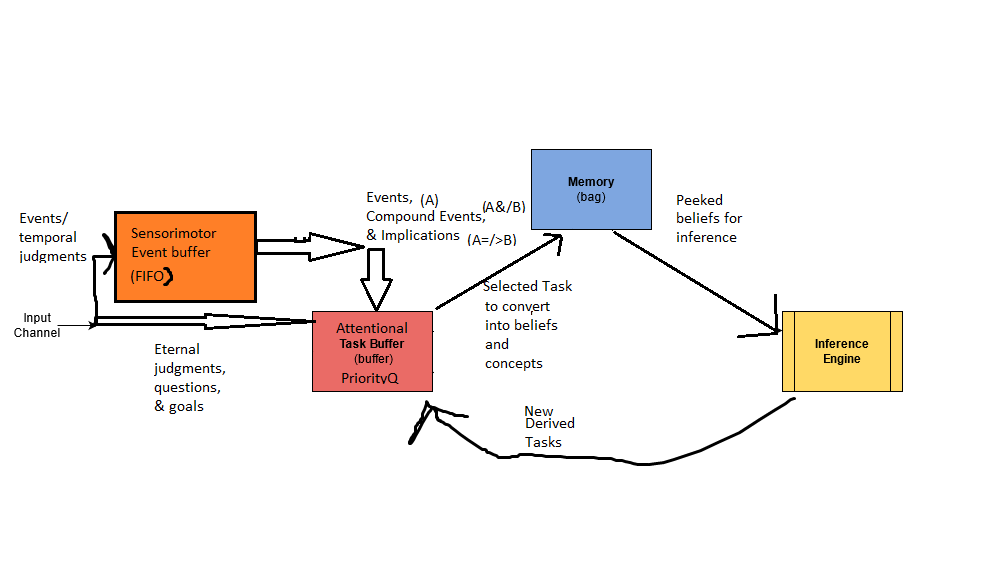 Events/
temporal
judgments
Sensorimotor
Event buffer
(FIFO)
Input
Channel
Eternal
judgments,
questions,
& goals
Events, (A)
Compound Events, (A&/B)
& Implications (A=/>B)
Attentional
Task Buffer
(buffer)
PriorityQ
Selected Task
to convert
into beliefs
and
concepts
Memory
(bag)
Peeked
beliefs for
inference
Inference
Engine
New
Derived
Tasks